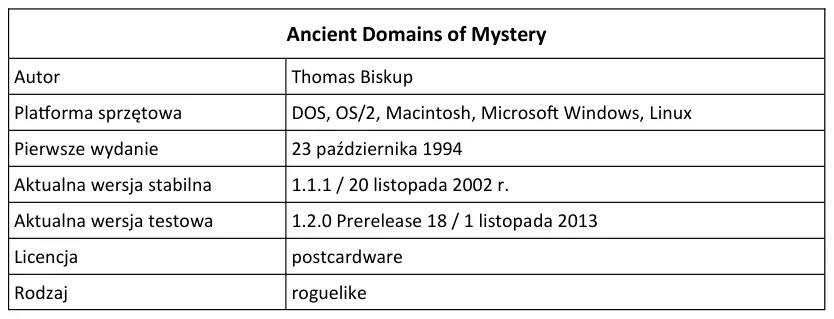 Ancient Domains of Mystery
Autor Thomas Biskup
Platforma sprzętowa DOS, OS/2, Macintosh, Microsoft Windows, Linux
Pierwsze wydanie 23 października 1994
Aktualna wersja stabilna 1.1.1 / 20 listopada 2002 r.
Aktualna wersja testowa 1.2.0 Prerelease 18 / 1 listopada 2013
Licencja postcardware
Rodzaj roguelike